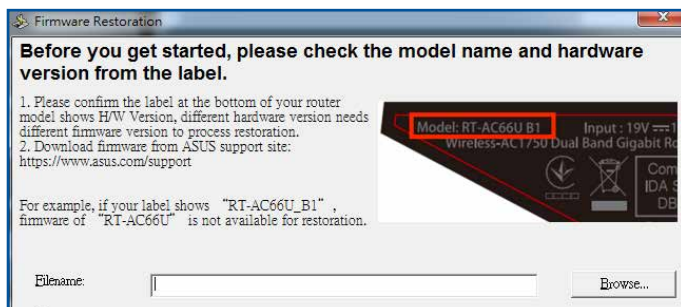 Firmware Restoration
Before you get started, please check the model name and hardware
version from the label.
1. Please confirm the label at the bottom of your router
model shows H/W Version, different hardware version needs
different firmware version to process restoration.
2. Download firmware from ASUS support site:
https://www.asus.com/support
For example, if your label shows “RT-AC66U_B1” ,
firmware of “RT-AC66U” is not available for restoration.
Model: RT-AC66U B1 Input : 19V
Wireless-AC1750 Dual Band Gigabit
Com
IDA
DB
Filename:
Browse...